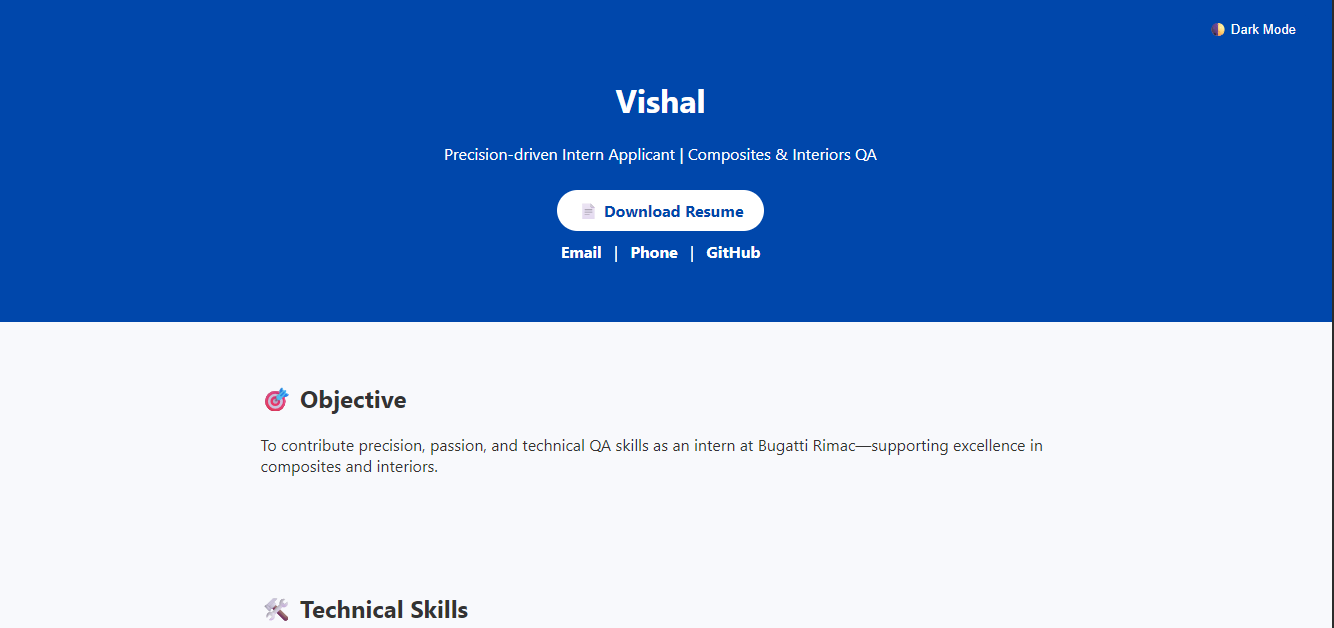 Dark Mode
Vishal
Precision-driven Intern Applicant | Composites & Interiors QA
Download Resume
Email | Phone | GitHub
Objective
To contribute precision, passion, and technical QA skills as an intern at Bugatti Rimac—supporting excellence in
composites and interiors.
Technical Skills